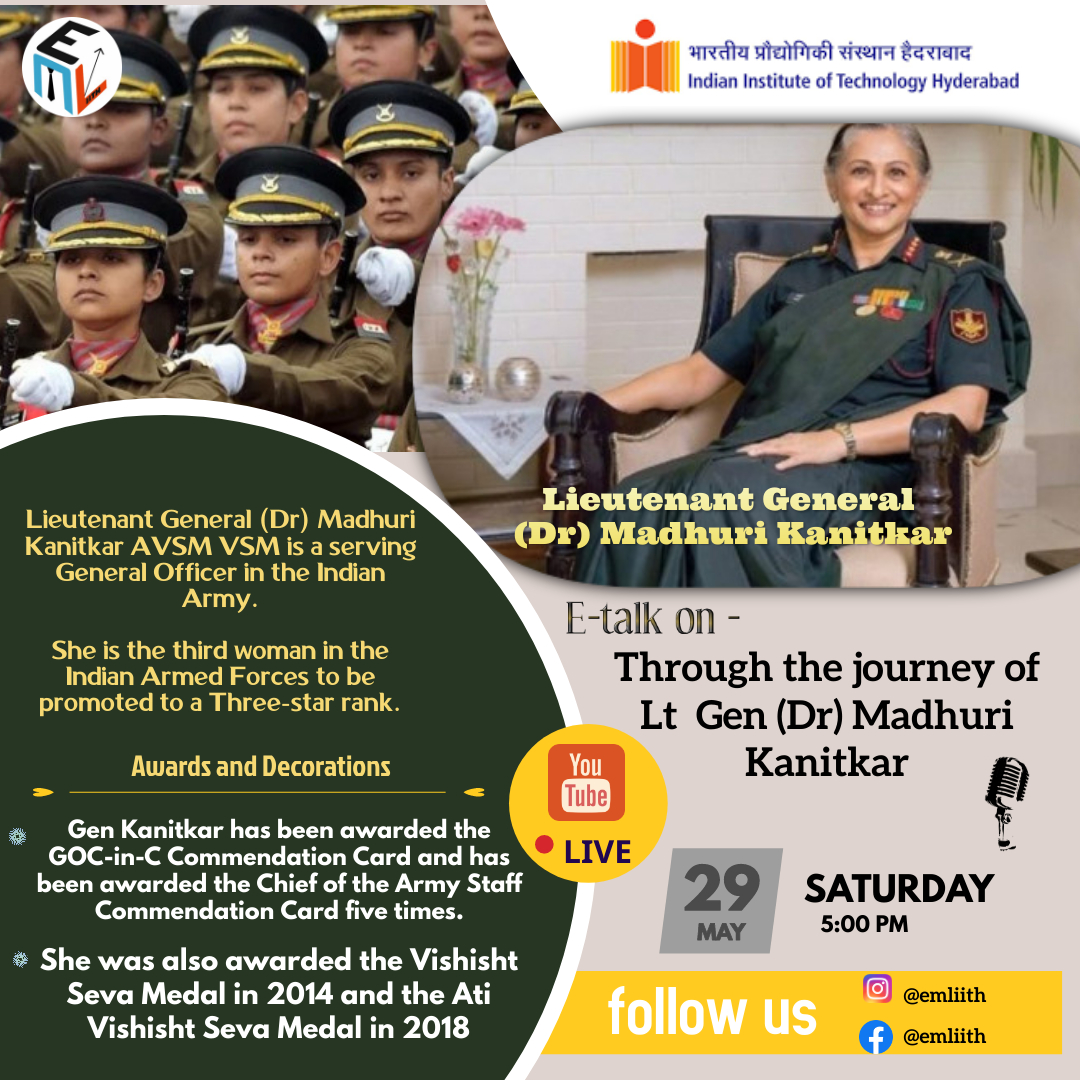 EML
भारतीय प्रौद्योगिकी संस्थान हैदराबाद
Indian Institute of Technology Hyderabad
Lieutenant General
(Dr) Madhuri Kanitkar
Lieutenant General (Dr) Madhuri
Kanitkar AVSM VSM is a serving
General Officer in the Indian
Army.
She is the third woman in the
Indian Armed Forces to be
promoted to a Three-star rank.
Awards and Decorations
Gen Kanitkar has been awarded the
GOC-in-C Commendation Card and has
been awarded the Chief of the Army Staff
Commendation Card five times.
She was also awarded the Vishisht
Seva Medal in 2014 and the Ati
Vishisht Seva Medal in 2018
E-talk on -
Through the journey of
Lt Gen (Dr) Madhuri
Kanitkar
You
Tube
LIVE
29
MAY
SATURDAY
5:00 PM
follow us
@emliith
@emliith